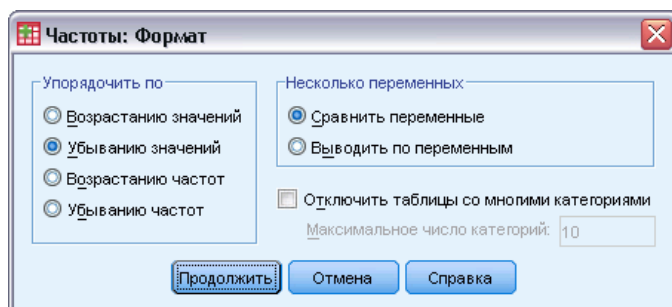 Частоты: Формат
Упорядочить по
Возрастанию значений
Убыванию значений
Возрастанию частот
Убыванию частот
Несколько переменных
Сравнить переменные
Выводить по переменным
Отключить таблицы со многими категориями
Максимальное число категорий: 10
Продолжить Отмена Справка